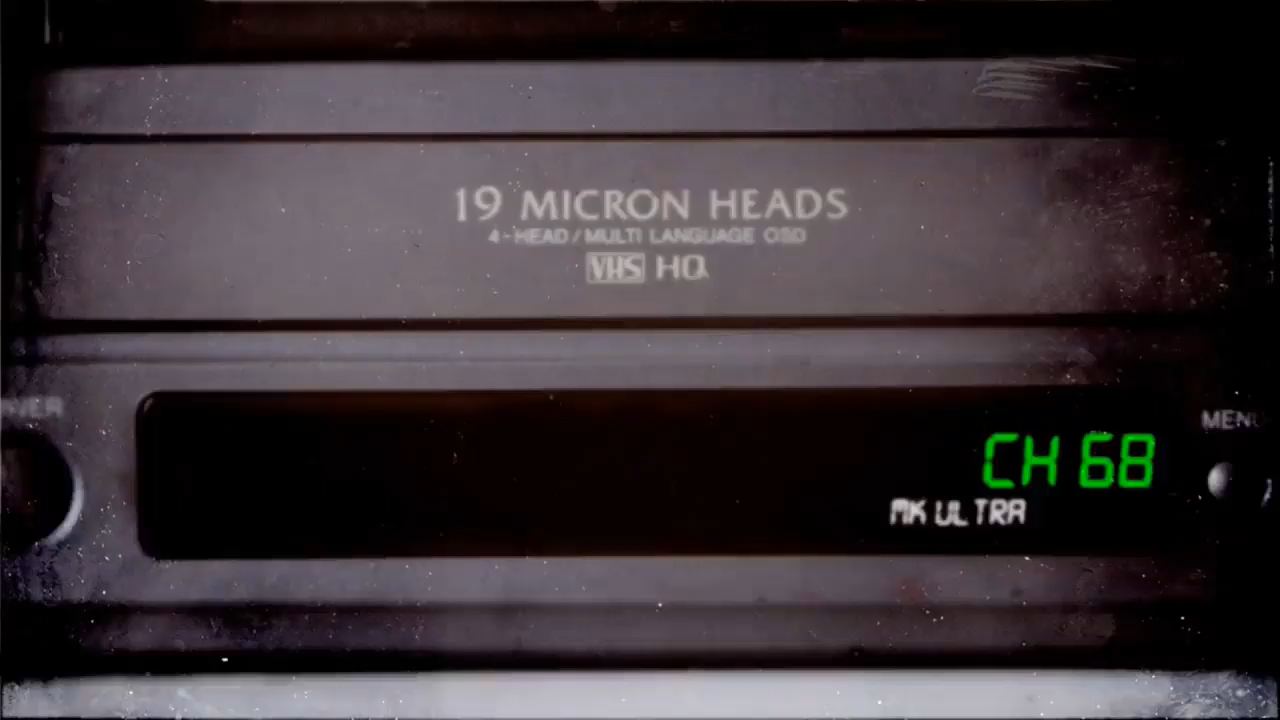 19 MICRON HEADS
4-HEAD/MULTI LANGUAGE OSD
VHS HQ
MENU
CH 68
MK ULTRA